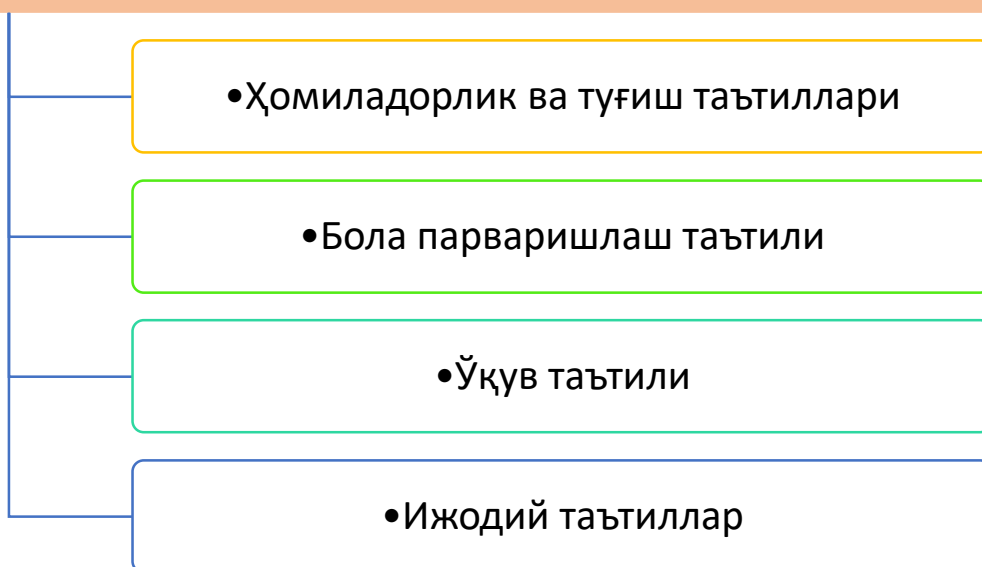 •Ҳомиладорлик ва туғиш таътиллари
•Бола парваришлаш таътили
•Ўқув таътили
•Ижодий таътиллар